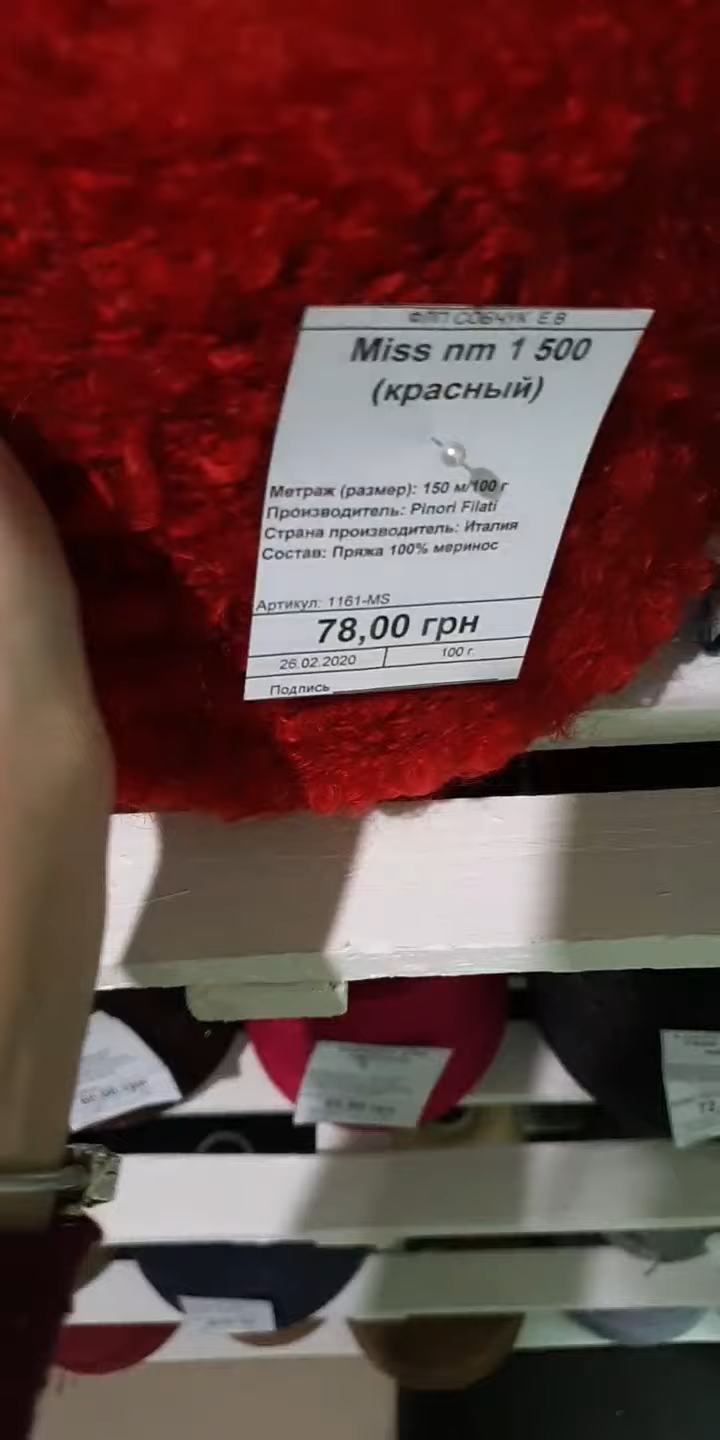 ФЛП СОБЧУК Е.В
Miss nm 1 500
(красный)
Метраж (размер): 150 м/100 г
Производитель: Pinori Filati
Страна производитель: Италия
Состав: Пряжа 100% меринос
Артикул: 1161-MS
78,00 грн
26.02.2020 100 г.
Подпись